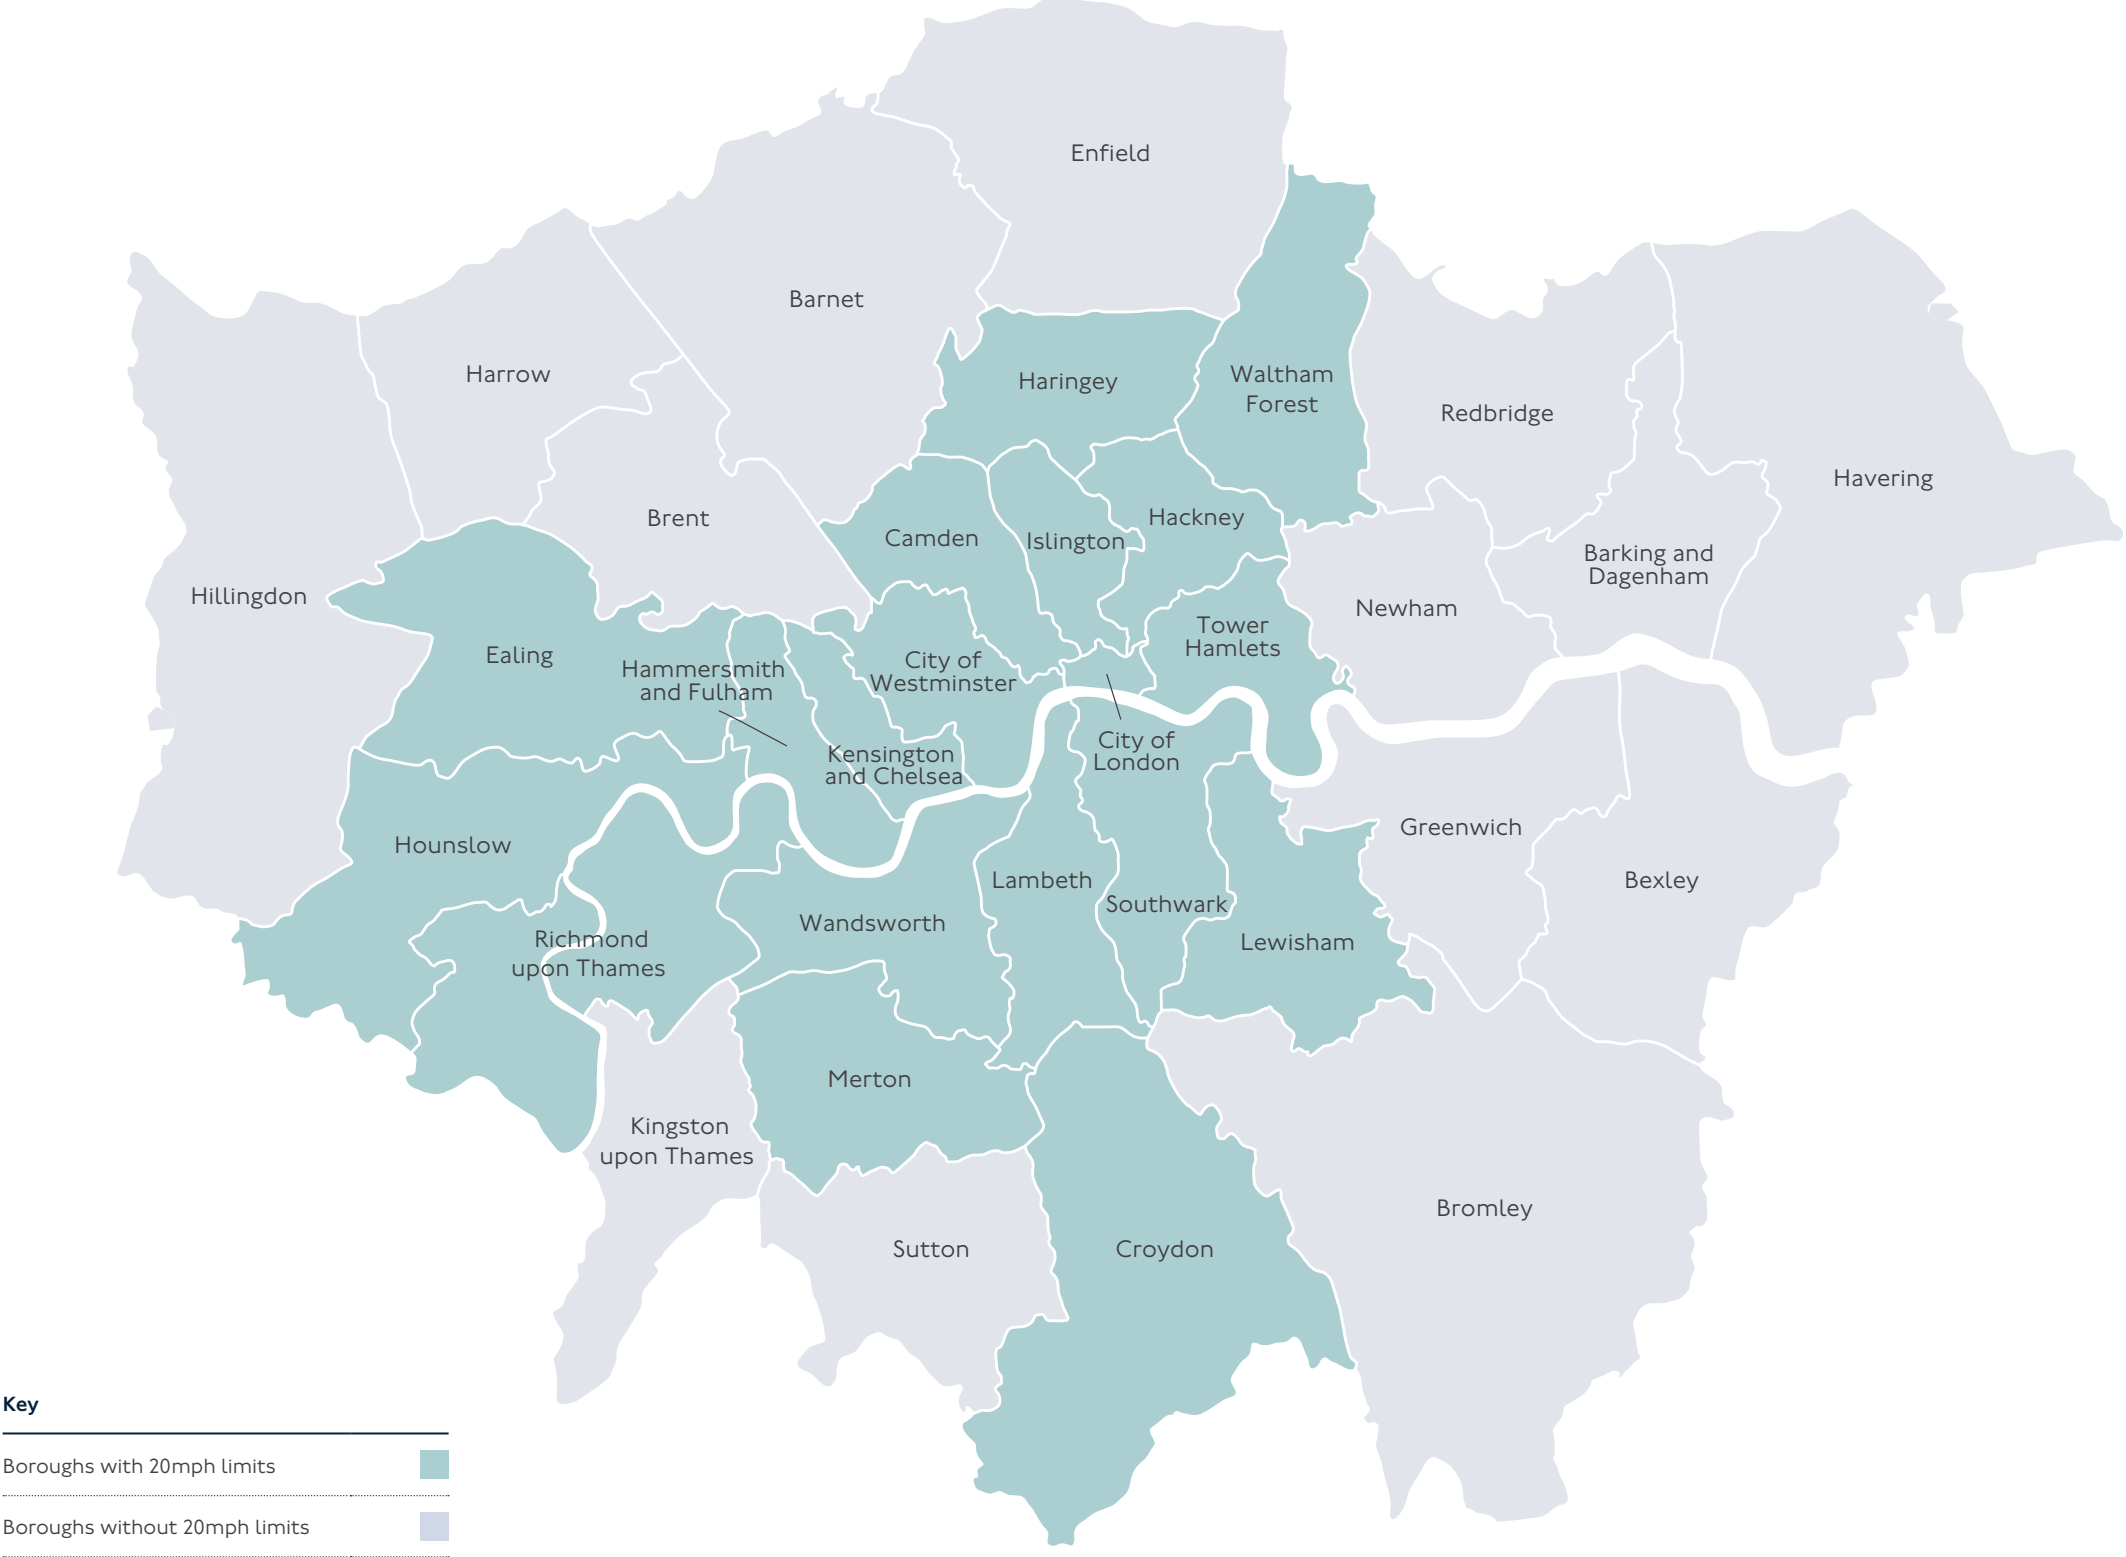 Enfield
Barnet
Harrow
Haringey
Waltham
Forest
Redbridge
Havering
Brent
Camden
Islington
Hackney
Barking and
Dagenham
Hillingdon
Newham
Ealing
Hammersmith
and Fulham
City of
Westminster
Tower
Hamlets
Kensington
and Chelsea
City of
London
Hounslow
Greenwich
Lambeth
Southwark
Bexley
Wandsworth
Richmond
upon Thames
Lewisham
Merton
Kingston
upon Thames
Bromley
Sutton
Croydon
Key
Boroughs with 20mph limits
Boroughs without 20mph limits